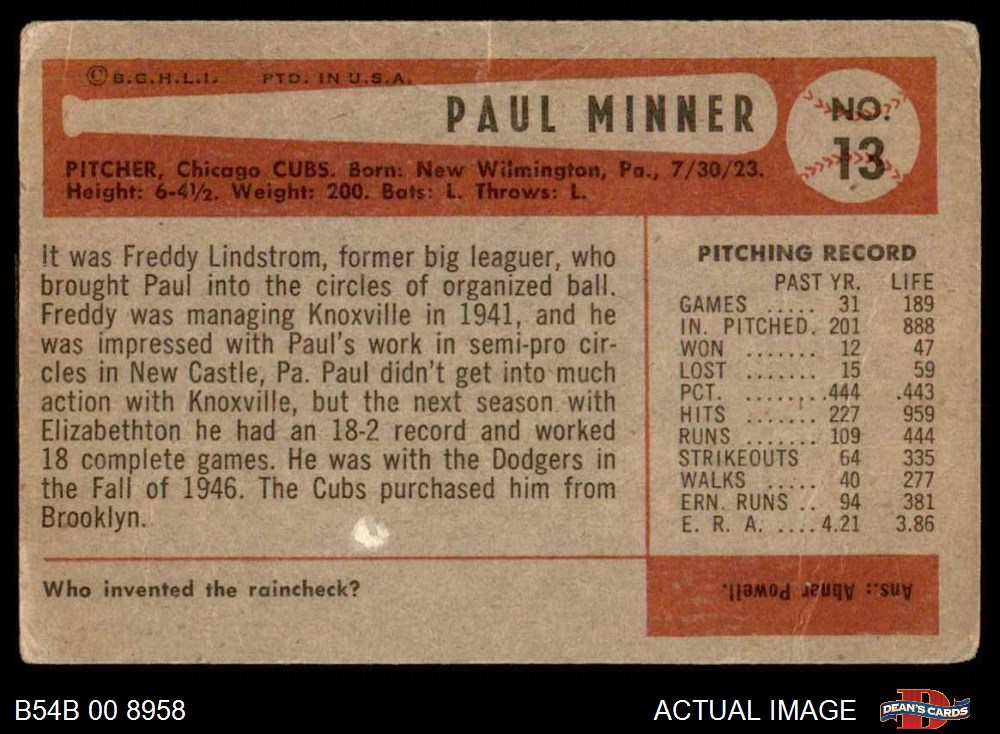 © B.G.H.L.I. PTD. IN U.S.A.
PAUL MINNER
NO.
13
PITCHER, Chicago CUBS. Born: New Wilmington, Pa., 7/30/23.
Height: 6-4½. Weight: 200. Bats: L. Throws: L.
It was Freddy Lindstrom, former big leaguer, who
brought Paul into the circles of organized ball.
Freddy was managing Knoxville in 1941, and he
was impressed with Paul's work in semi-pro cir-
cles in New Castle, Pa. Paul didn't get into much
action with Knoxville, but the next season with
Elizabethton he had an 18-2 record and worked
18 complete games. He was with the Dodgers in
the Fall of 1946. The Cubs purchased him from
Brooklyn.
PITCHING RECORD
PAST YR. LIFE
GAMES ..... 31 189
IN. PITCHED. 201 888
WON ....... 12 47
LOST ....... 15 59
PCT. ........444 .443
HITS ....... 227 959
RUNS ....... 109 444
STRIKEOUTS 64 335
WALKS ..... 40 277
ERN. RUNS .. 94 381
E. R. A. ....4.21 3.86
Who invented the raincheck?
Ans.: Abnar Powell.
B54B 00 8958
ACTUAL IMAGE
D
DEAN'S CARDS